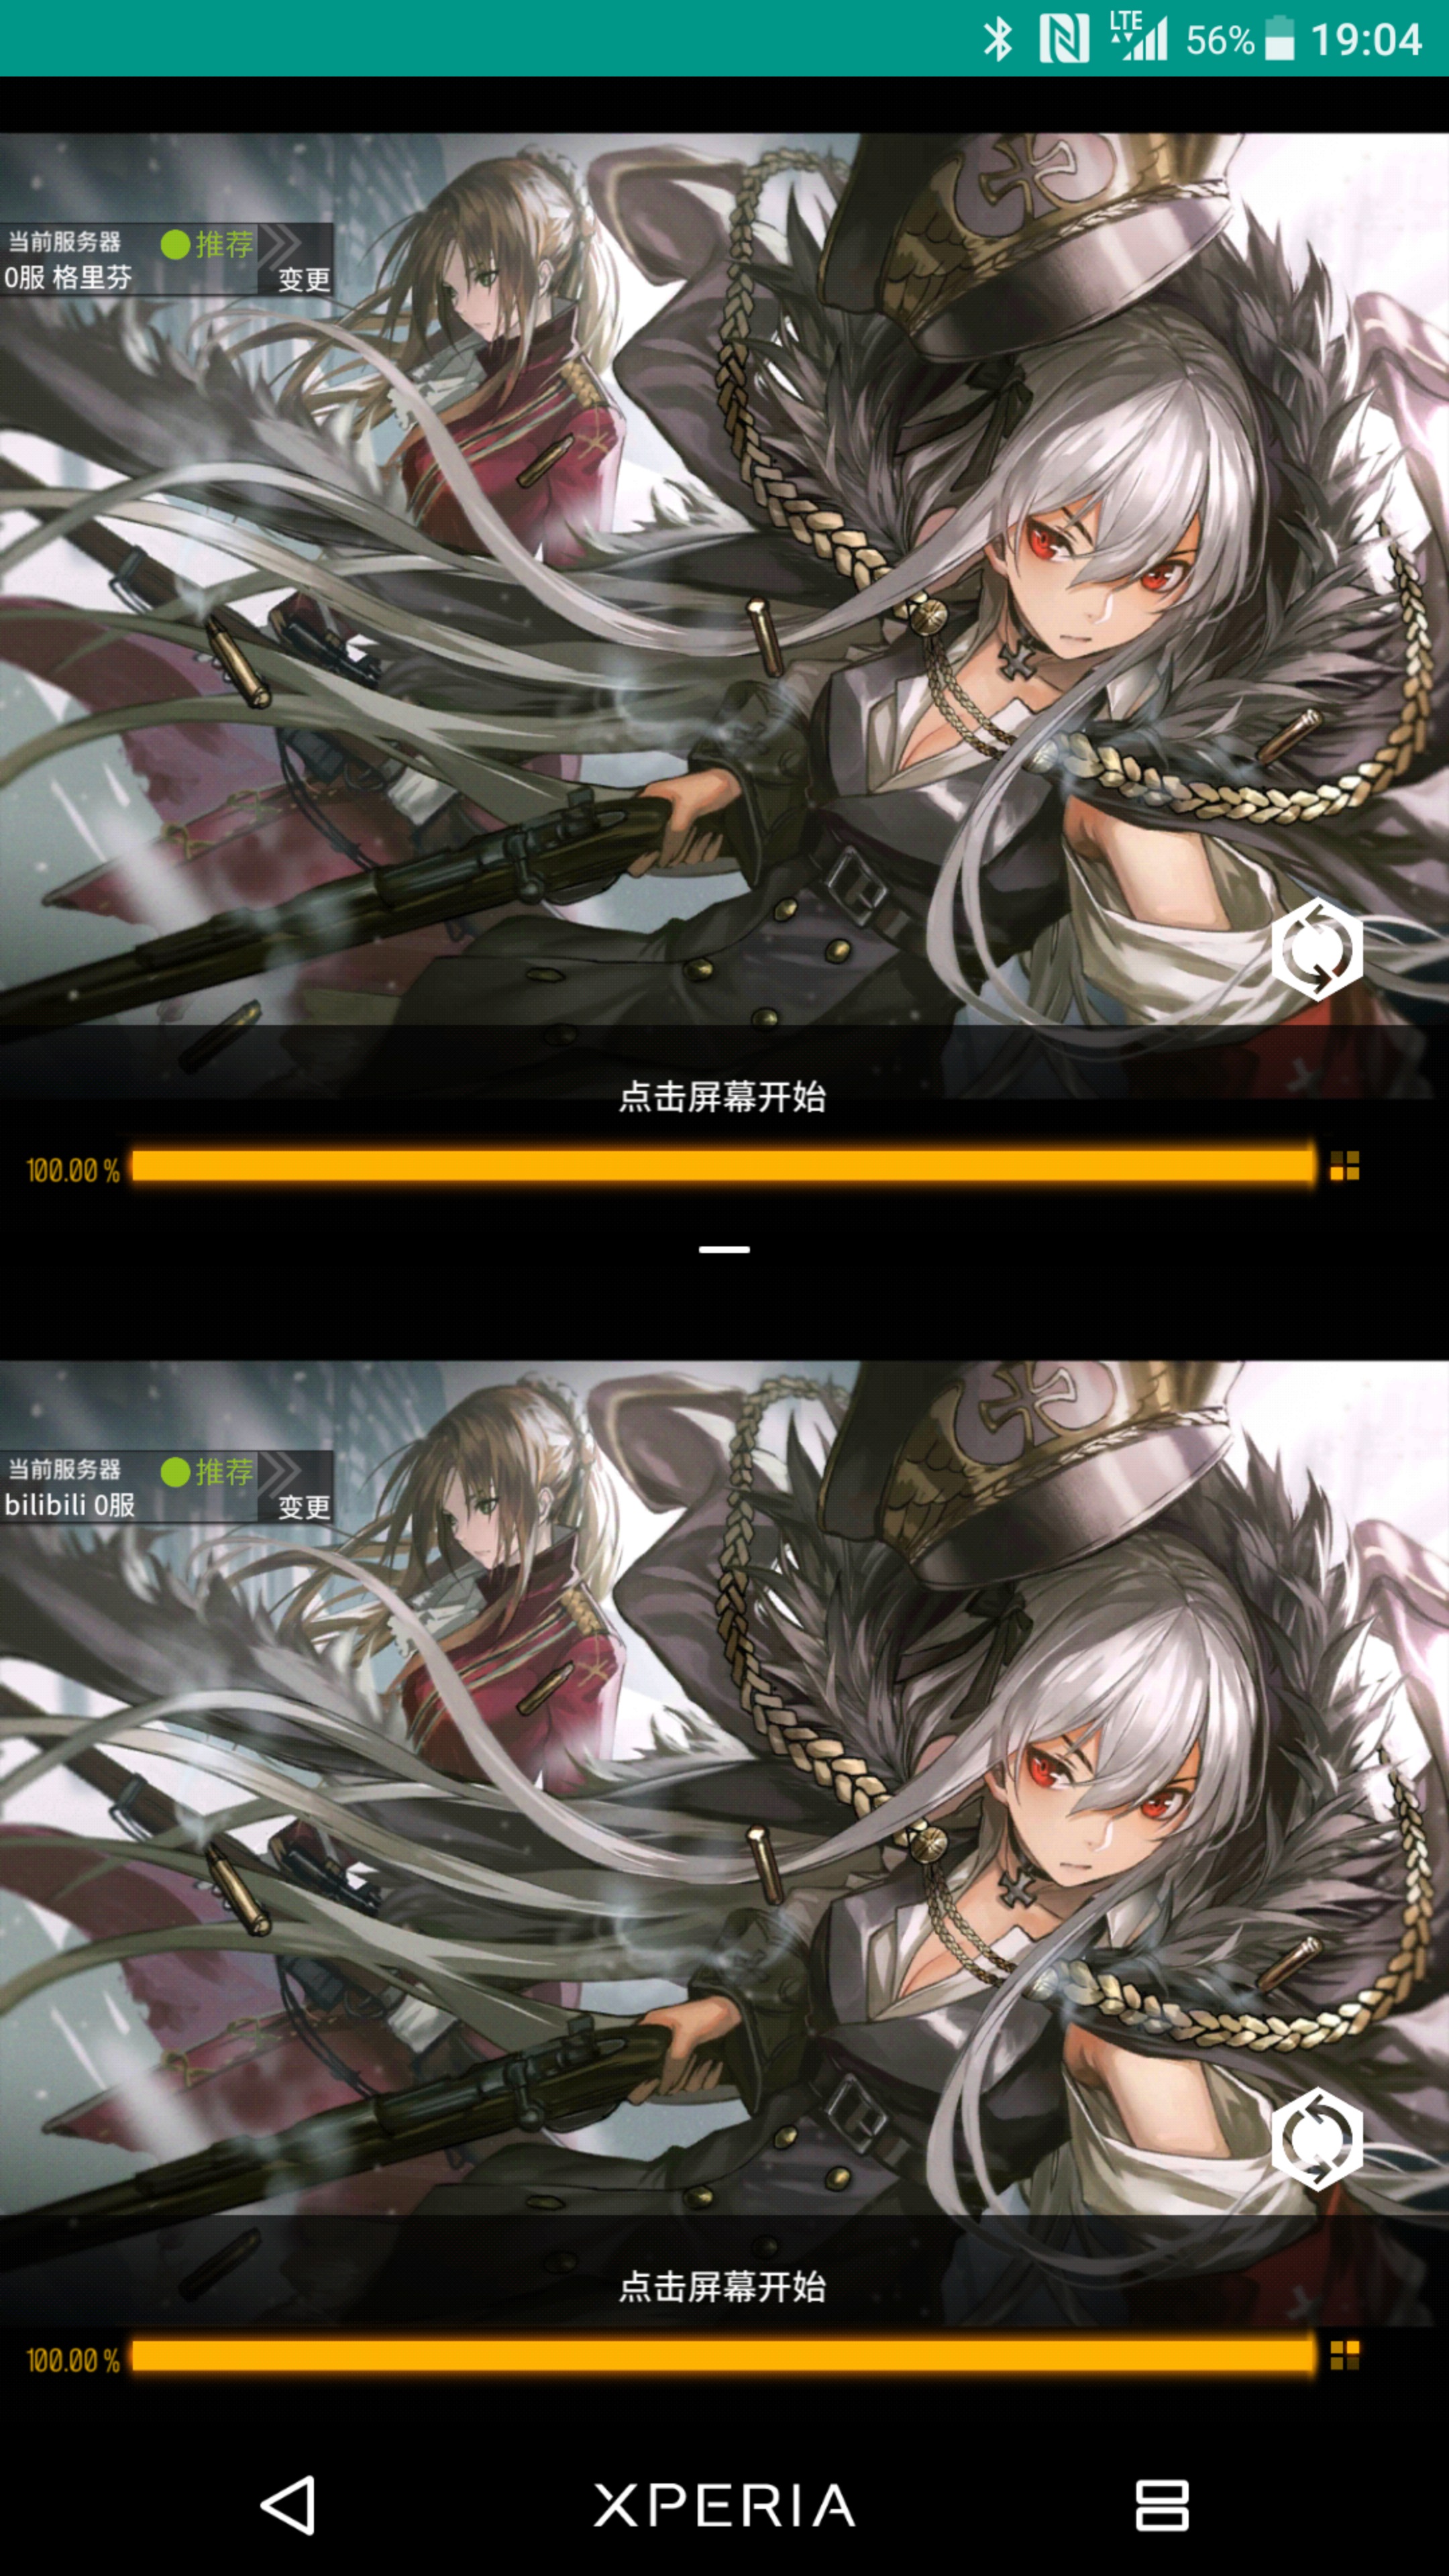 LTE
56%
19:04
当前服务器
推荐
0服 格里芬
变更
点击屏幕开始
100.00 %
当前服务器
推荐
bilibili 0服
变更
点击屏幕开始
100.00 %
XPERIA